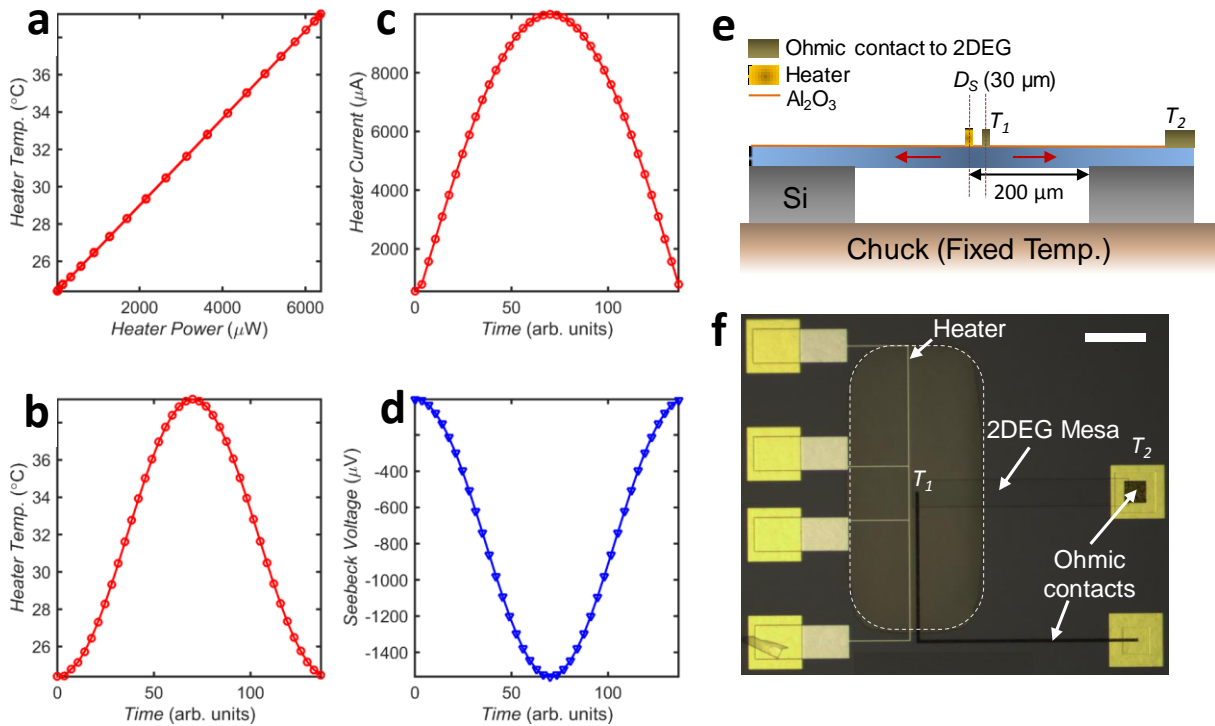 a
Heater Temp. (°C)
38
36
34
32
30
28
26
2000
4000
6000
Heater Power (μW)
c
Heater Current (μA)
8000
6000
4000
2000
0
50
100
Time (arb. units)
e
Ohmic contact to 2DEG
Heater
Al₂O₃
D_S (30 μm)
T₁
T₂
200 μm
Si
Chuck (Fixed Temp.)
b
Heater Temp. (°C)
38
36
34
32
30
28
26
0
50
100
Time (arb. units)
d
Seebeck Voltage (μV)
-200
-400
-600
-800
-1000
-1200
-1400
0
50
100
Time (arb. units)
f
Heater
2DEG Mesa
T₂
T₁
Ohmic
contacts